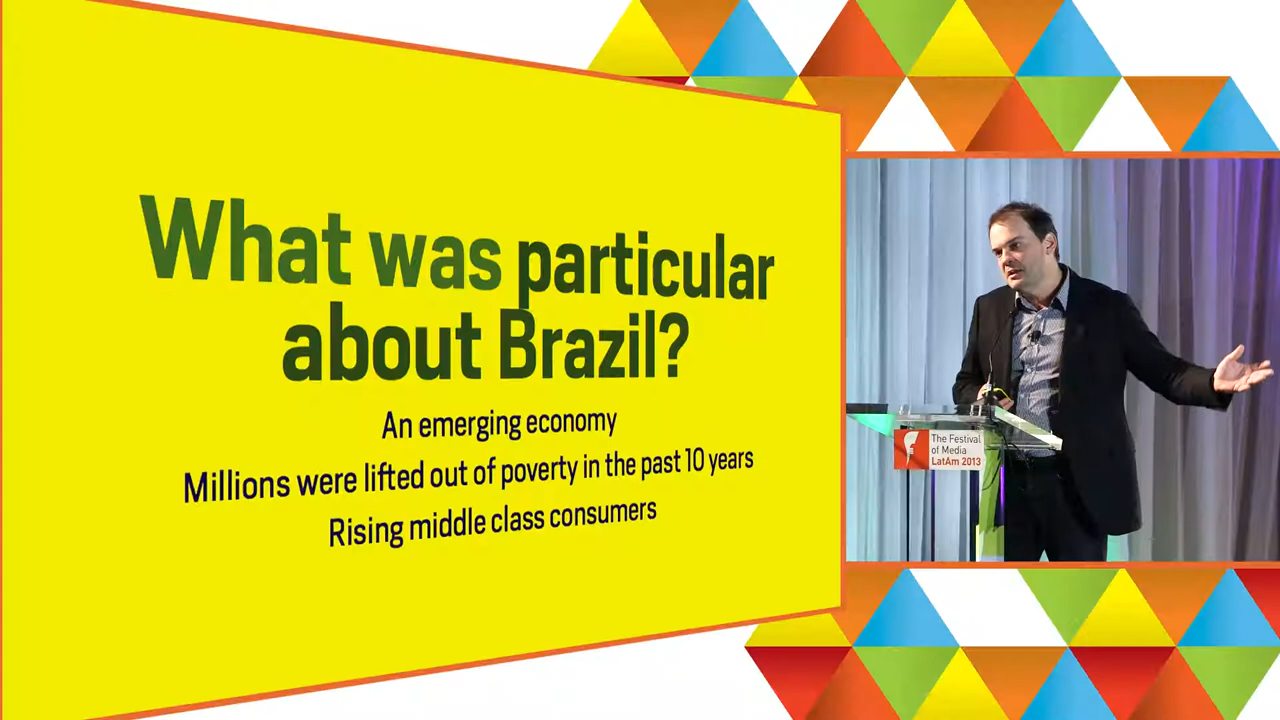 What was particular
about Brazil?
An emerging economy
Millions were lifted out of poverty in the past 10 years
Rising middle class consumers
The Festival
of Media
LatAm 2013